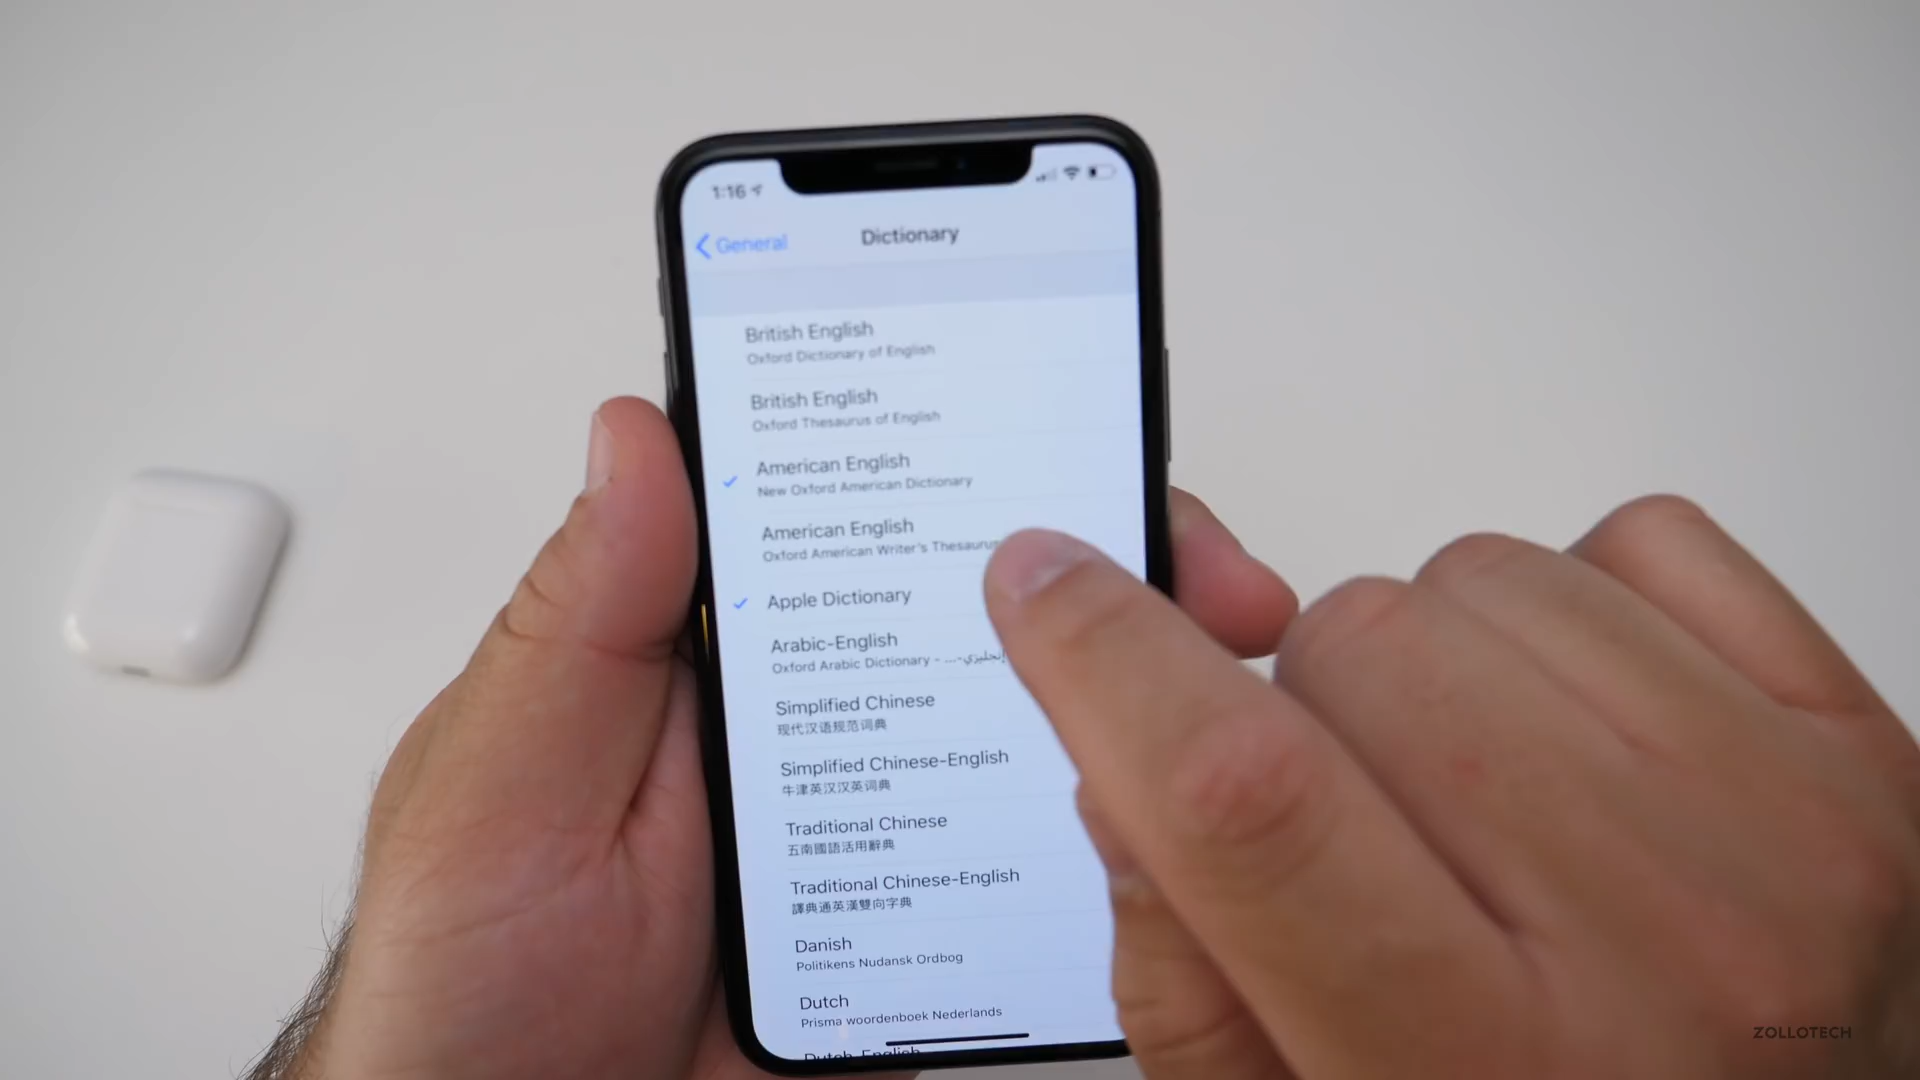 1:16
General
Dictionary
British English
Oxford Dictionary of English
British English
Oxford Thesaurus of English
American English
New Oxford American Dictionary
American English
Oxford American Writer's Thesaurus
Apple Dictionary
Arabic-English
Oxford Arabic Dictionary - ...-إنجليزي
Simplified Chinese
现代汉语规范词典
Simplified Chinese-English
牛津英汉汉英词典
Traditional Chinese
五南國語活用辭典
Traditional Chinese-English
譯典通英漢雙向字典
Danish
Politikens Nudansk Ordbog
Dutch
Prisma woordenboek Nederlands
Dutch-English
ZOLLOTECH